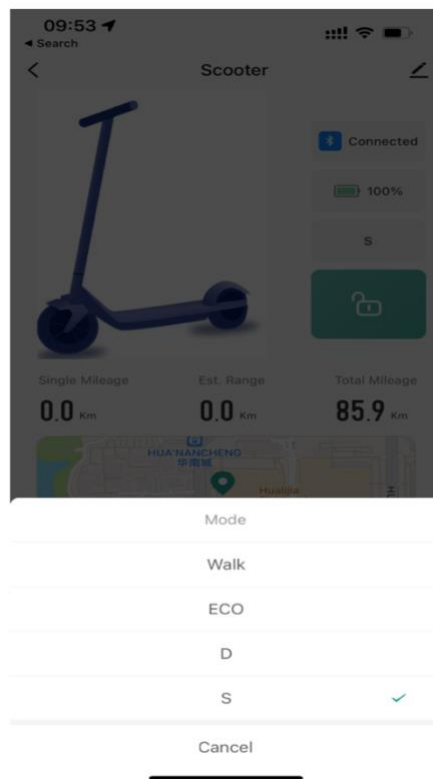 09:53
◀ Search
Scooter
Connected
100%
S
Single Mileage
Est. Range
Total Mileage
0.0 Km
0.0 Km
85.9 Km
HUA'NANCHENG
华南城
Hualijia
Mode
Walk
ECO
D
S
Cancel